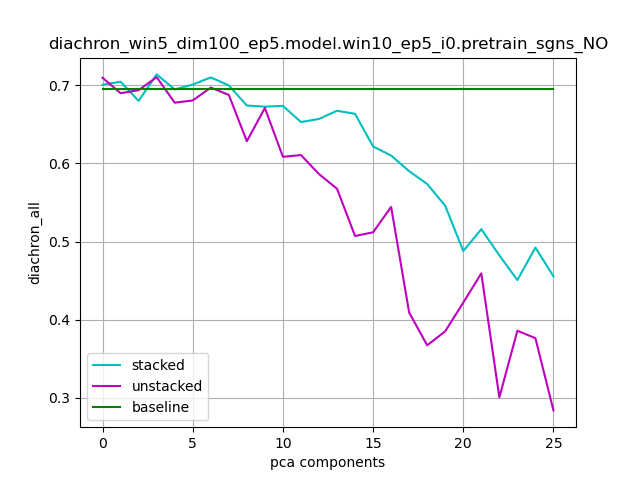 diachron_win5_dim100_ep5.model.win10_ep5_i0.pretrain_sgns_NO
0.7
0.6
0.5
0.4
0.3
diachron_all
stacked
unstacked
baseline
0 5 10 15 20 25
pca components